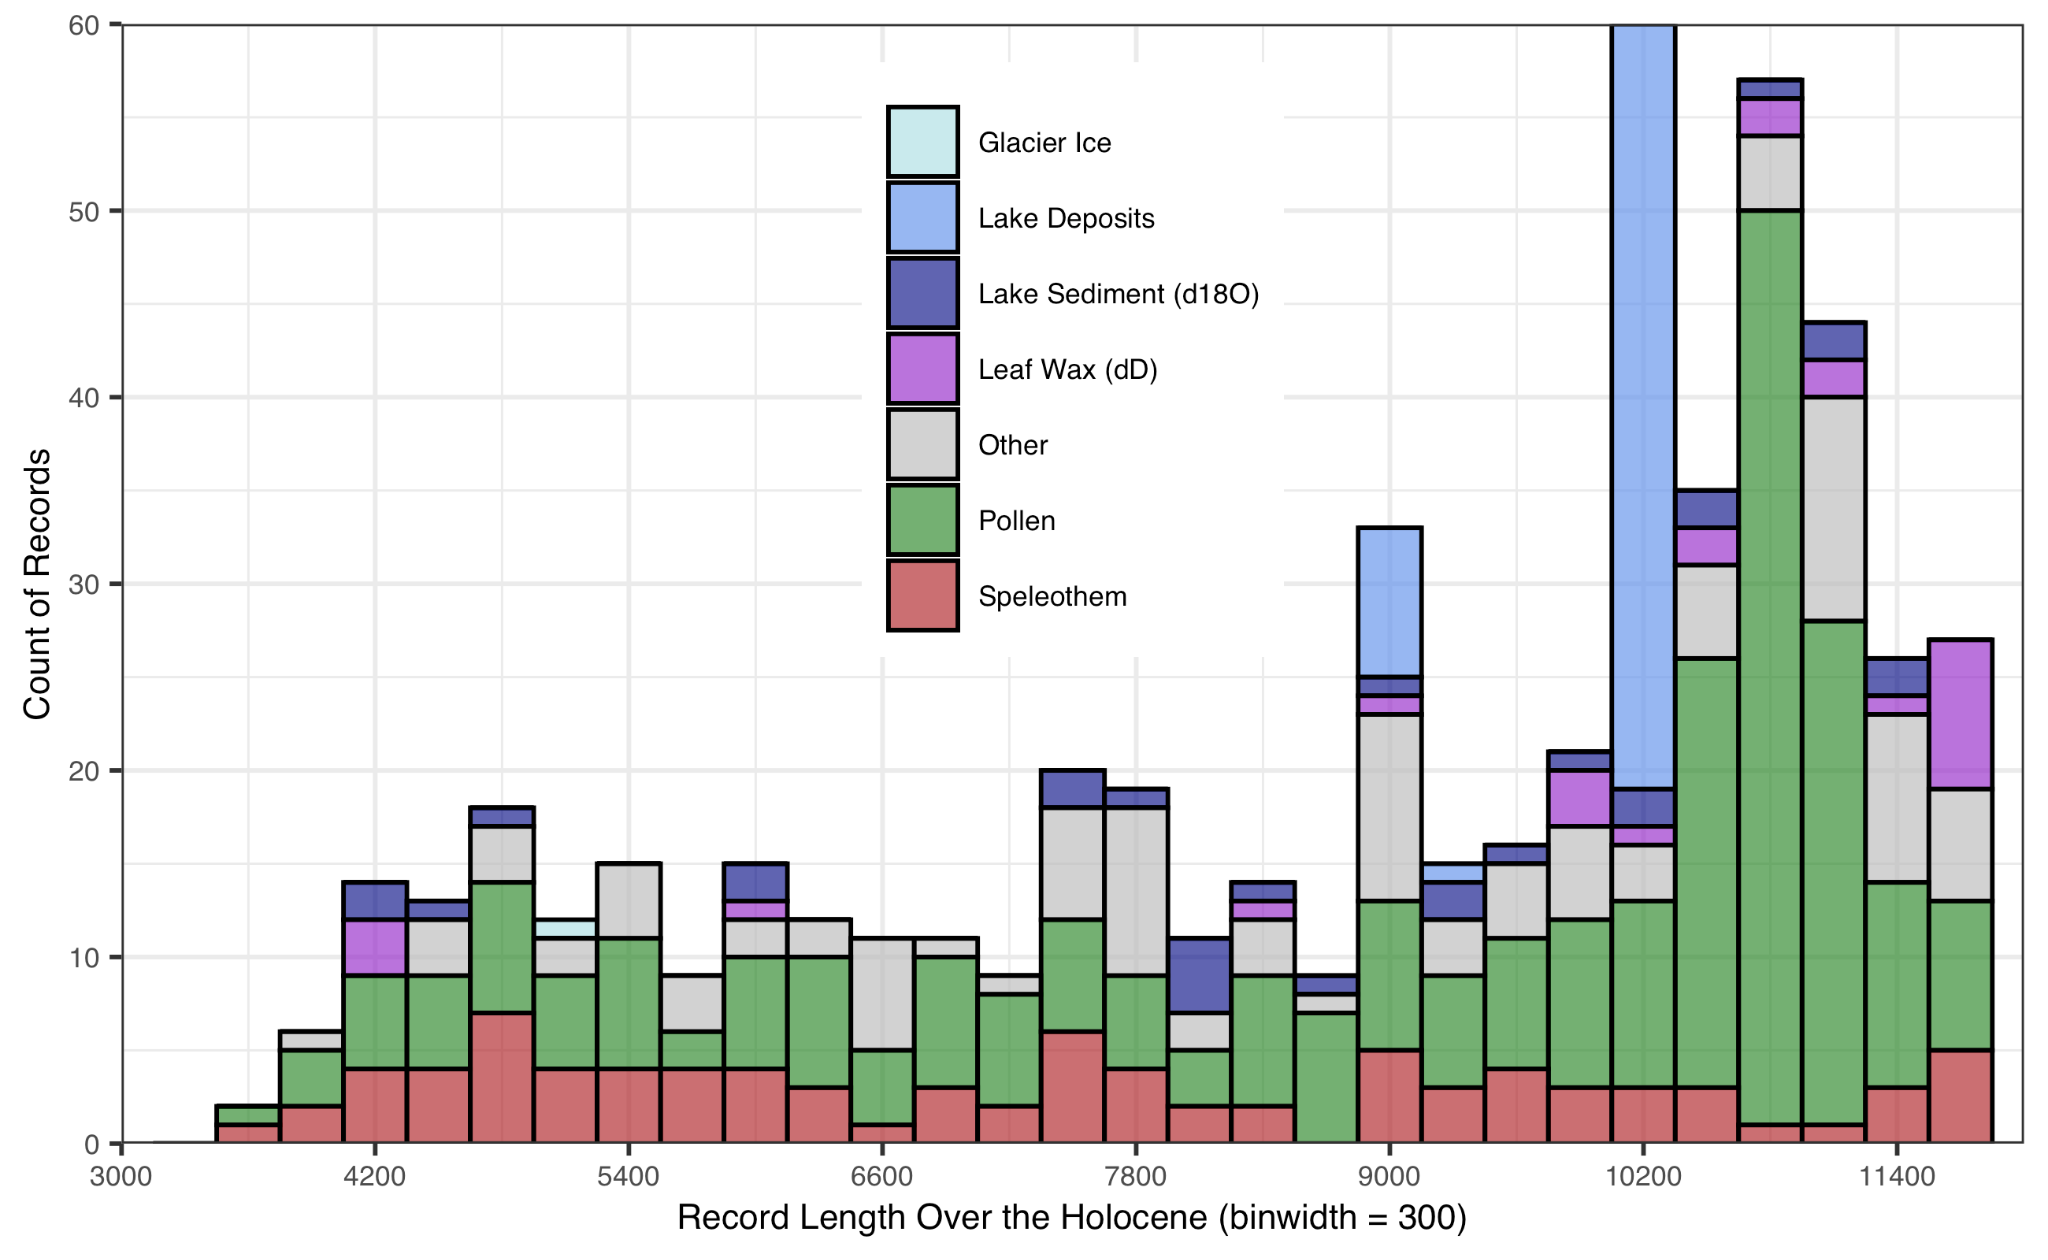 60
50
40
30
20
10
0
Count of Records
Glacier Ice
Lake Deposits
Lake Sediment (d18O)
Leaf Wax (dD)
Other
Pollen
Speleothem
3000 4200 5400 6600 7800 9000 10200 11400
Record Length Over the Holocene (binwidth = 300)